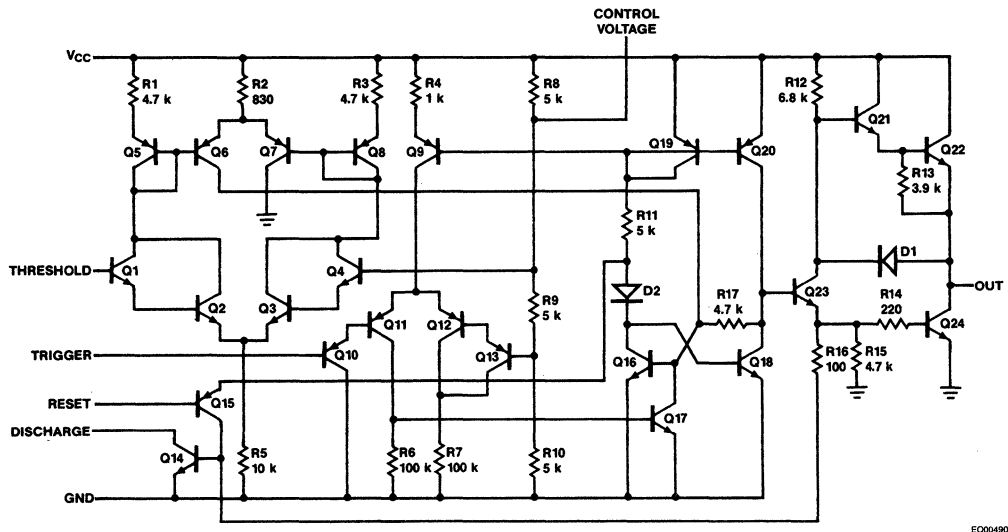 CONTROL
VOLTAGE
VCC
R1
4.7 k
R2
830
R3
4.7 k
R4
1 k
R8
5 k
R12
6.8 k
Q21
Q5
Q6
Q7
Q8
Q9
Q19
Q20
Q22
R13
3.9 k
R11
5 k
THRESHOLD
Q1
Q4
D1
OUT
Q2
Q3
R9
5 k
D2
R17
4.7 k
Q23
R14
220
Q11
Q12
Q24
TRIGGER
Q10
Q13
Q16
Q18
R16
100
R15
4.7 k
RESET
Q15
Q17
DISCHARGE
Q14
R5
10 k
R6
100 k
R7
100 k
R10
5 k
GND
EQ00490